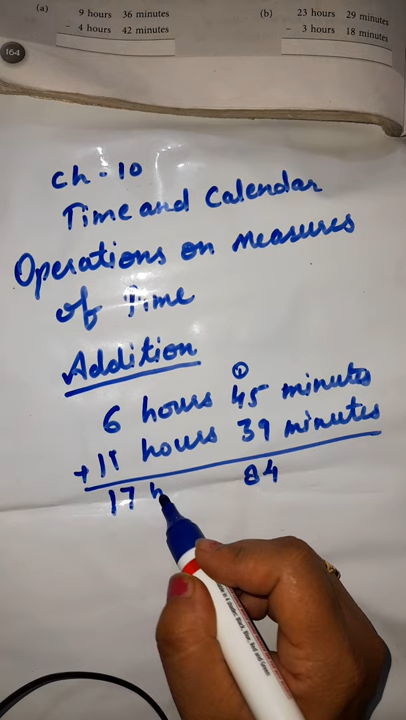 (a) 9 hours 36 minutes (b) 23 hours 29 minutes
- 4 hours 42 minutes - 3 hours 18 minutes
164
Ch - 10
Time and Calendar
Operations on Measures
of Time
Addition
1
6 hours 45 minutes
+ 11 hours 39 minutes
17 h 84